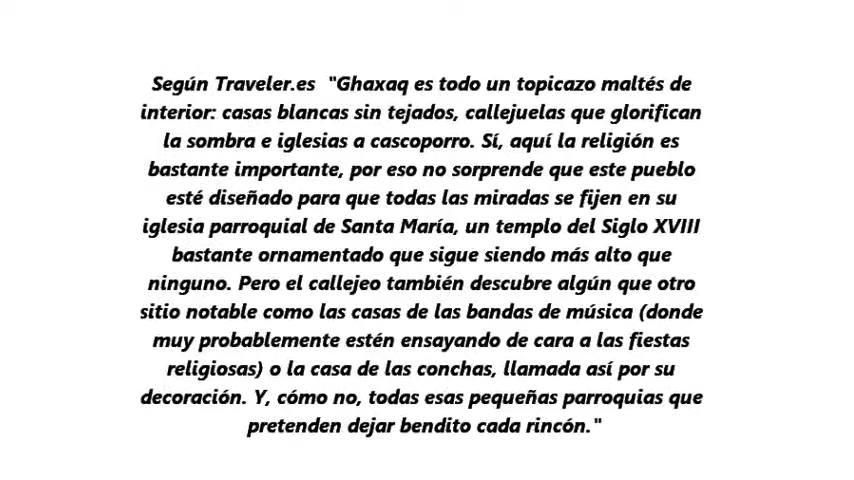 Según Traveler.es  "Ghaxaq es todo un topicazo maltés de
interior: casas blancas sin tejados, callejuelas que glorifican
la sombra e iglesias a cascoporro. Sí, aquí la religión es
bastante importante, por eso no sorprende que este pueblo
esté diseñado para que todas las miradas se fijen en su
iglesia parroquial de Santa María, un templo del Siglo XVIII
bastante ornamentado que sigue siendo más alto que
ninguno. Pero el callejeo también descubre algún que otro
sitio notable como las casas de las bandas de música (donde
muy probablemente estén ensayando de cara a las fiestas
religiosas) o la casa de las conchas, llamada así por su
decoración. Y, cómo no, todas esas pequeñas parroquias que
pretenden dejar bendito cada rincón."